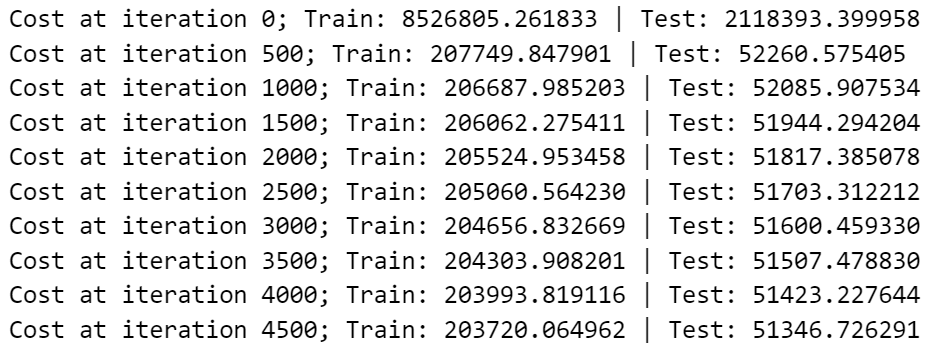 Cost at iteration 0; Train: 8526805.261833 | Test: 2118393.399958
Cost at iteration 500; Train: 207749.847901 | Test: 52260.575405
Cost at iteration 1000; Train: 206687.985203 | Test: 52085.907534
Cost at iteration 1500; Train: 206062.275411 | Test: 51944.294204
Cost at iteration 2000; Train: 205524.953458 | Test: 51817.385078
Cost at iteration 2500; Train: 205060.564230 | Test: 51703.312212
Cost at iteration 3000; Train: 204656.832669 | Test: 51600.459330
Cost at iteration 3500; Train: 204303.908201 | Test: 51507.478830
Cost at iteration 4000; Train: 203993.819116 | Test: 51423.227644
Cost at iteration 4500; Train: 203720.064962 | Test: 51346.726291